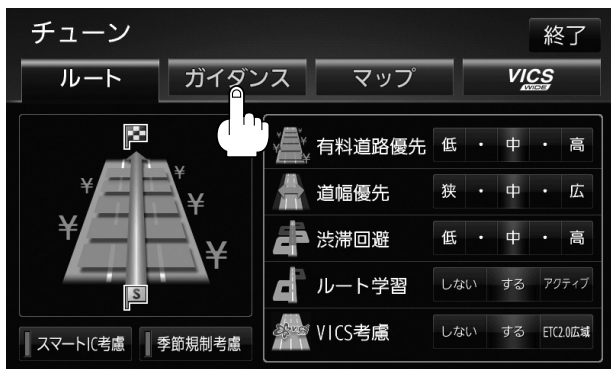 チューン
終了
ルート
ガイダンス
マップ
VICS WIDE
有料道路優先 低 ・ 中 ・ 高
道幅優先 狭 ・ 中 ・ 広
渋滞回避 低 ・ 中 ・ 高
ルート学習 しない する アクティブ
VICS考慮 しない する ETC2.0広域
¥ ¥
¥ ¥
S
スマートIC考慮
季節規制考慮